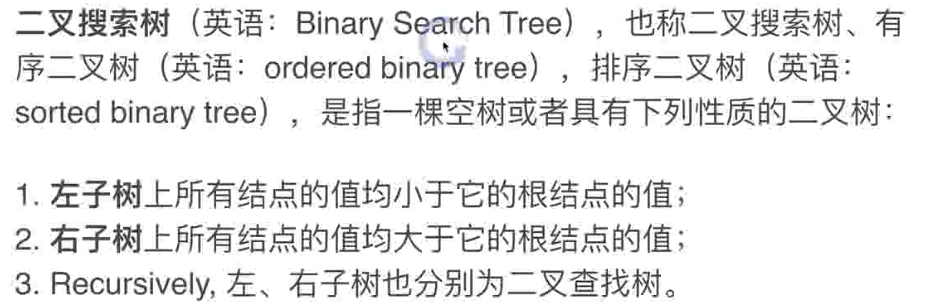 二叉搜索树（英语：Binary Search Tree），也称二叉搜索树、有
序二叉树（英语：ordered binary tree），排序二叉树（英语：
sorted binary tree），是指一棵空树或者具有下列性质的二叉树：
1. 左子树上所有结点的值均小于它的根结点的值；
2. 右子树上所有结点的值均大于它的根结点的值；
3. Recursively, 左、右子树也分别为二叉查找树。